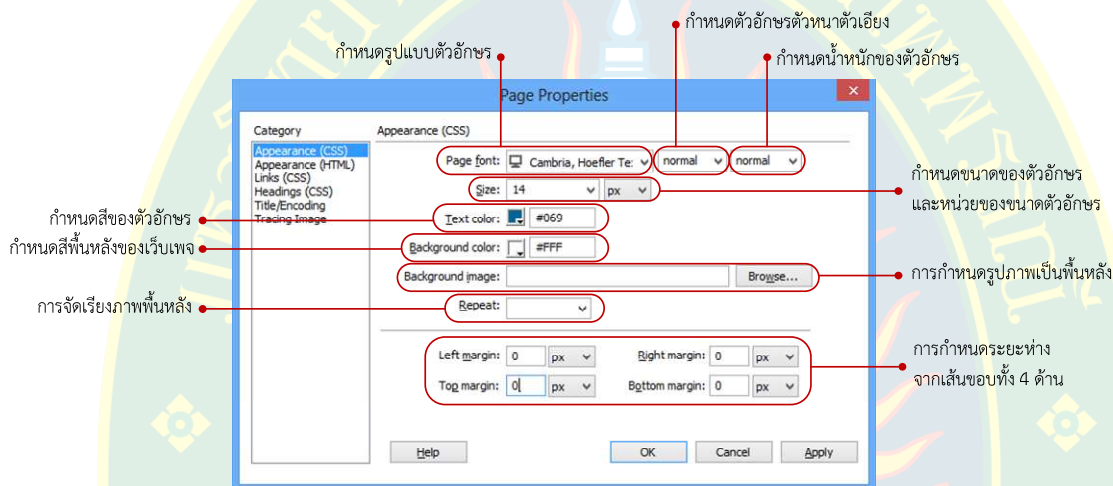 กำหนดตัวอักษรตัวหนาตัวเอียง
กำหนดรูปแบบตัวอักษร
กำหนดน้ำหนักของตัวอักษร
Page Properties
Category
Appearance (CSS)
Appearance (CSS)
Appearance (HTML)
Links (CSS)
Headings (CSS)
Title/Encoding
Tracing Image
Page font: Cambria, Hoefler Te: normal normal
Size: 14 px
กำหนดขนาดของตัวอักษร
และหน่วยของขนาดตัวอักษร
กำหนดสีของตัวอักษร
Text color: #069
กำหนดสีพื้นหลังของเว็บเพจ
Background color: #FFF
Background image: Browse...
การกำหนดรูปภาพเป็นพื้นหลัง
การจัดเรียงภาพพื้นหลัง
Repeat:
Left margin: 0 px Right margin: 0 px
Top margin: 0 px Bottom margin: 0 px
การกำหนดระยะห่าง
จากเส้นขอบทั้ง 4 ด้าน
Help OK Cancel Apply